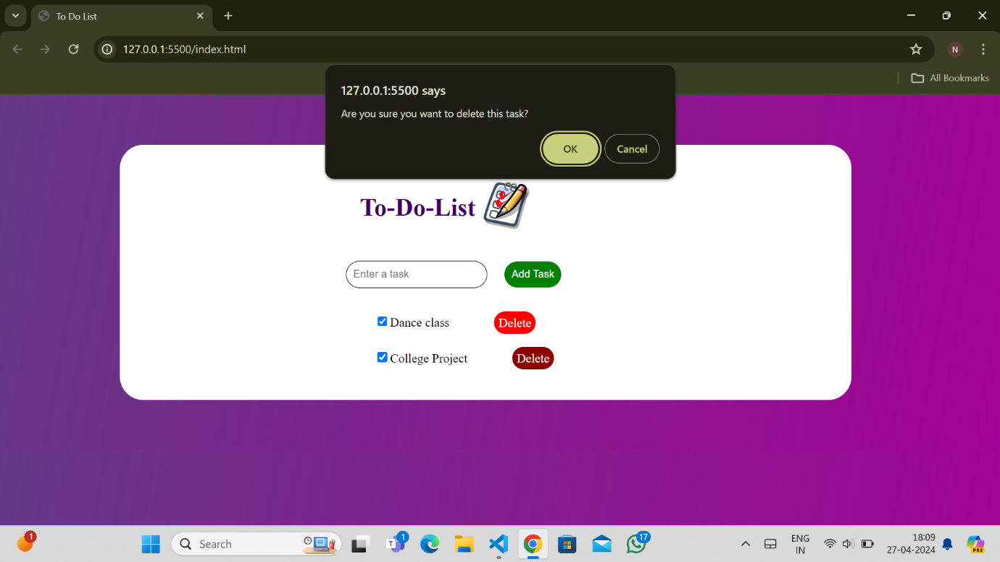 To Do List
127.0.0.1:5500/index.html
N
All Bookmarks
127.0.0.1:5500 says
Are you sure you want to delete this task?
OK
Cancel
To-Do-List
Enter a task
Add Task
Dance class
Delete
College Project
Delete
1
Search
1
17
ENG
IN
18:09
27-04-2024
PRE